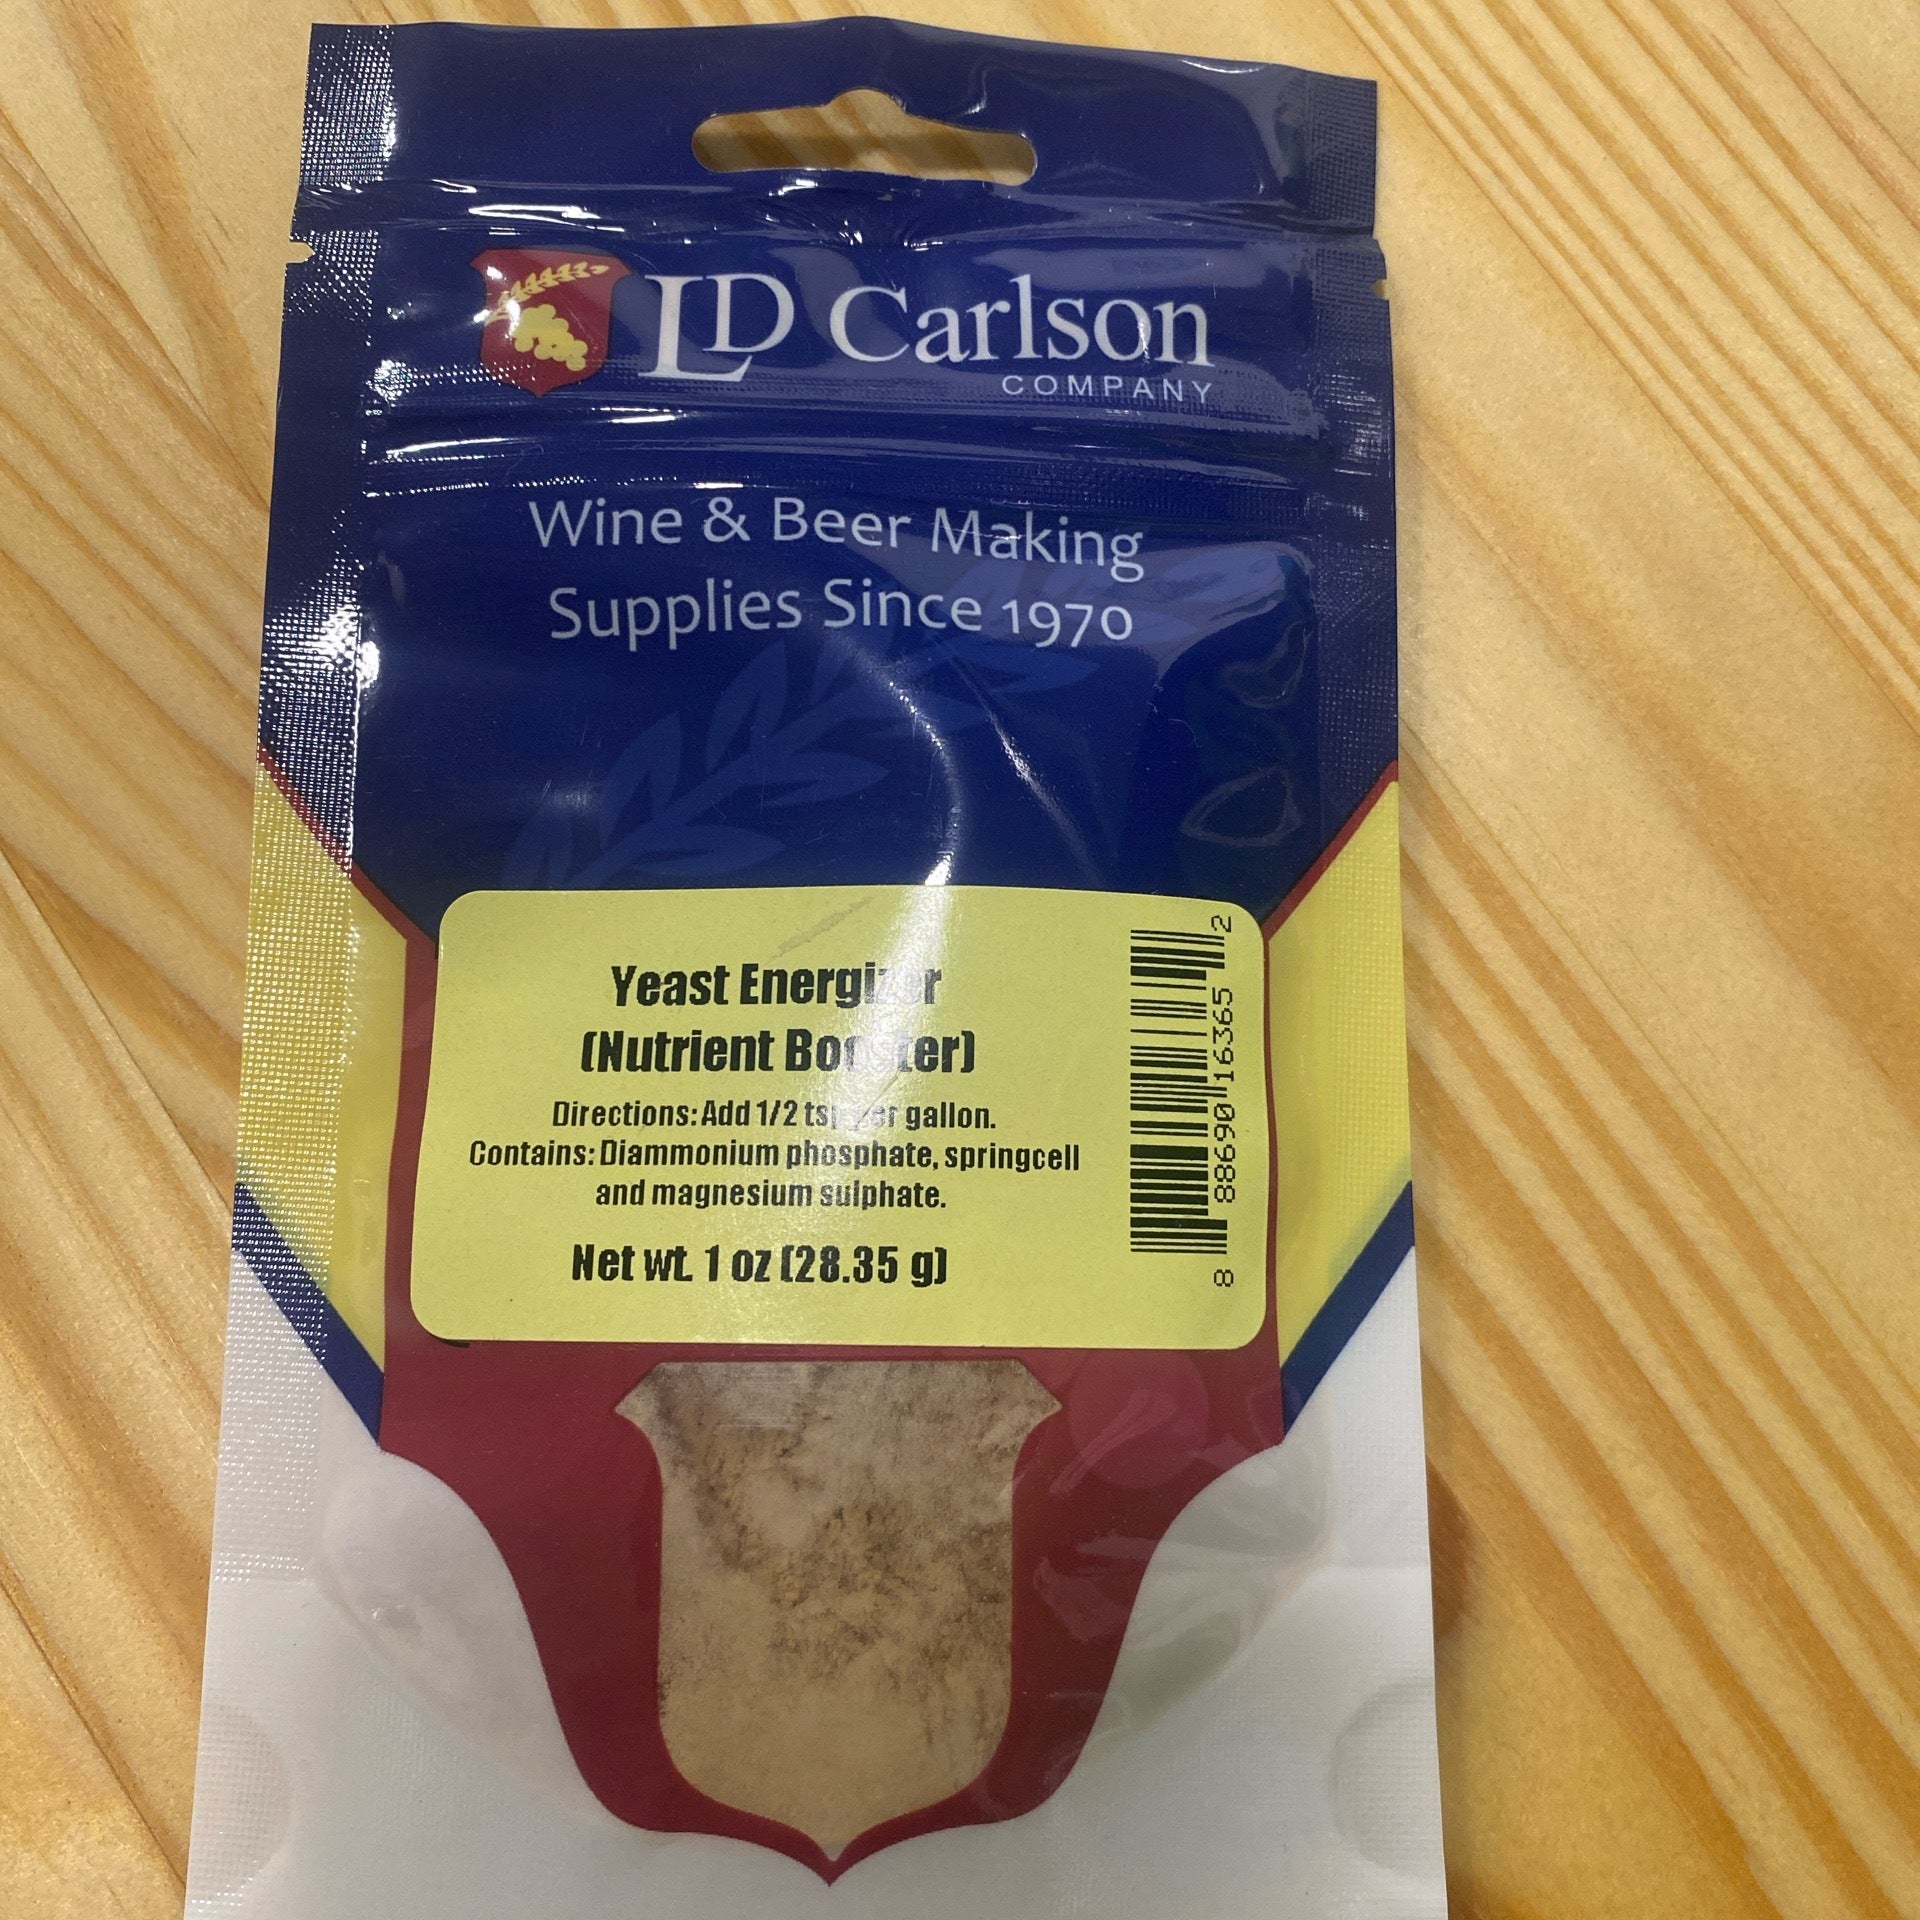 LD Carlson
COMPANY
Wine & Beer Making
Supplies Since 1970
Yeast Energizer
(Nutrient Booster)
Directions: Add 1/2 tsp per gallon.
Contains: Diammonium phosphate, springcell
and magnesium sulphate.
Net wt. 1 oz (28.35 g)
8 88690 16365 2